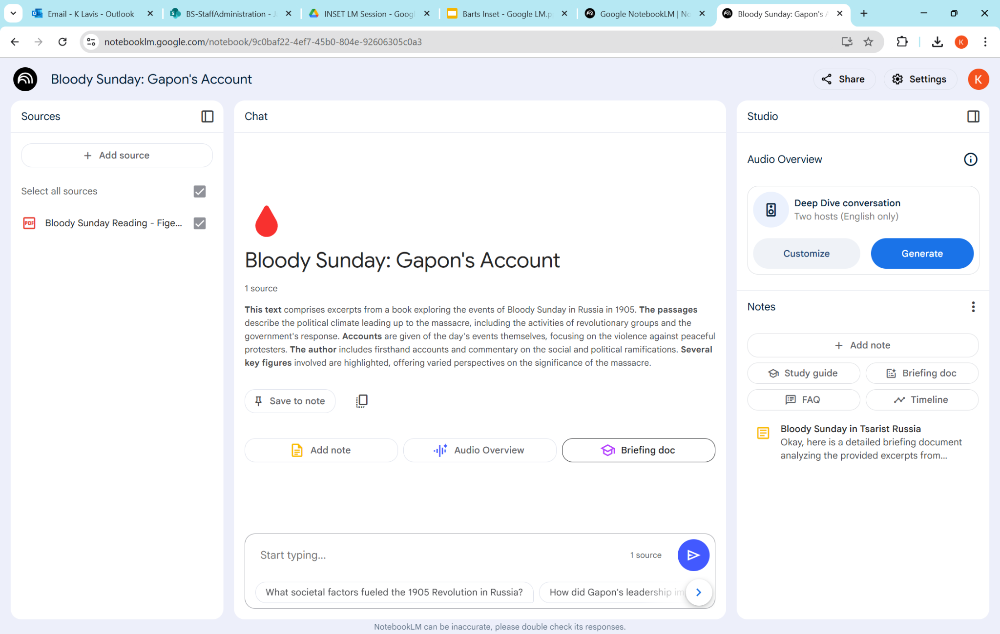 Email - K Lavis - Outlook
BS-StaffAdministration -
INSET LM Session - Goog
Barts Inset - Google LM.p
Google NotebookLM | No
Bloody Sunday: Gapon's A
notebooklm.google.com/notebook/9c0baf22-4ef7-45b0-804e-92606305c0a3
K
Bloody Sunday: Gapon's Account
Share
Settings
K
Sources
Add source
Select all sources
PDF
Bloody Sunday Reading - Fige...
Chat
Bloody Sunday: Gapon's Account
1 source
This text comprises excerpts from a book exploring the events of Bloody Sunday in Russia in 1905. The passages
describe the political climate leading up to the massacre, including the activities of revolutionary groups and the
government's response. Accounts are given of the day's events themselves, focusing on the violence against peaceful
protesters. The author includes firsthand accounts and commentary on the social and political ramifications. Several
key figures involved are highlighted, offering varied perspectives on the significance of the massacre.
Save to note
Add note
Audio Overview
Briefing doc
Start typing...
1 source
What societal factors fueled the 1905 Revolution in Russia?
How did Gapon's leadership im
NotebookLM can be inaccurate, please double check its responses.
Studio
Audio Overview
Deep Dive conversation
Two hosts (English only)
Customize
Generate
Notes
Add note
Study guide
Briefing doc
FAQ
Timeline
Bloody Sunday in Tsarist Russia
Okay, here is a detailed briefing document
analyzing the provided excerpts from...